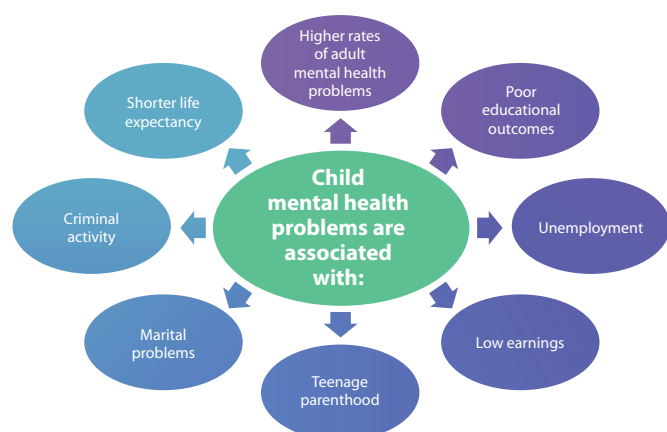 Child
mental health
problems are
associated
with:
Higher rates
of adult
mental health
problems
Poor
educational
outcomes
Unemployment
Low earnings
Teenage
parenthood
Marital
problems
Criminal
activity
Shorter life
expectancy